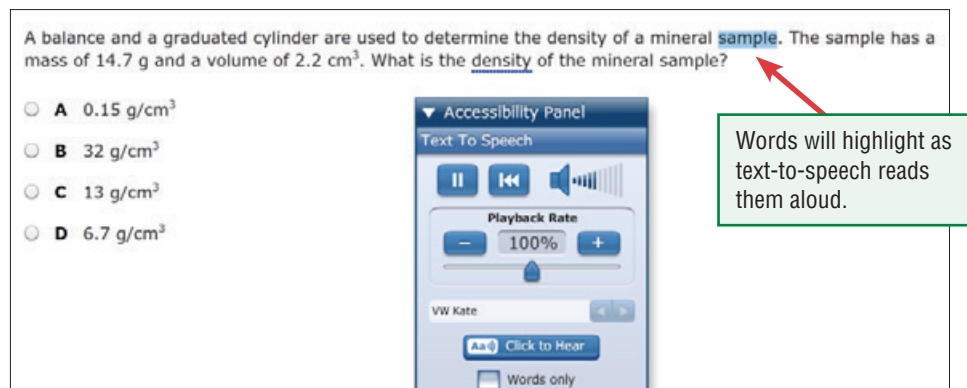 A balance and a graduated cylinder are used to determine the density of a mineral sample. The sample has a
mass of 14.7 g and a volume of 2.2 cm³. What is the density of the mineral sample?
A 0.15 g/cm³
B 32 g/cm³
C 13 g/cm³
D 6.7 g/cm³
Accessibility Panel
Text To Speech
Playback Rate
− 100% +
VW Kate
Aa Click to Hear
Words only
Words will highlight as
text-to-speech reads
them aloud.